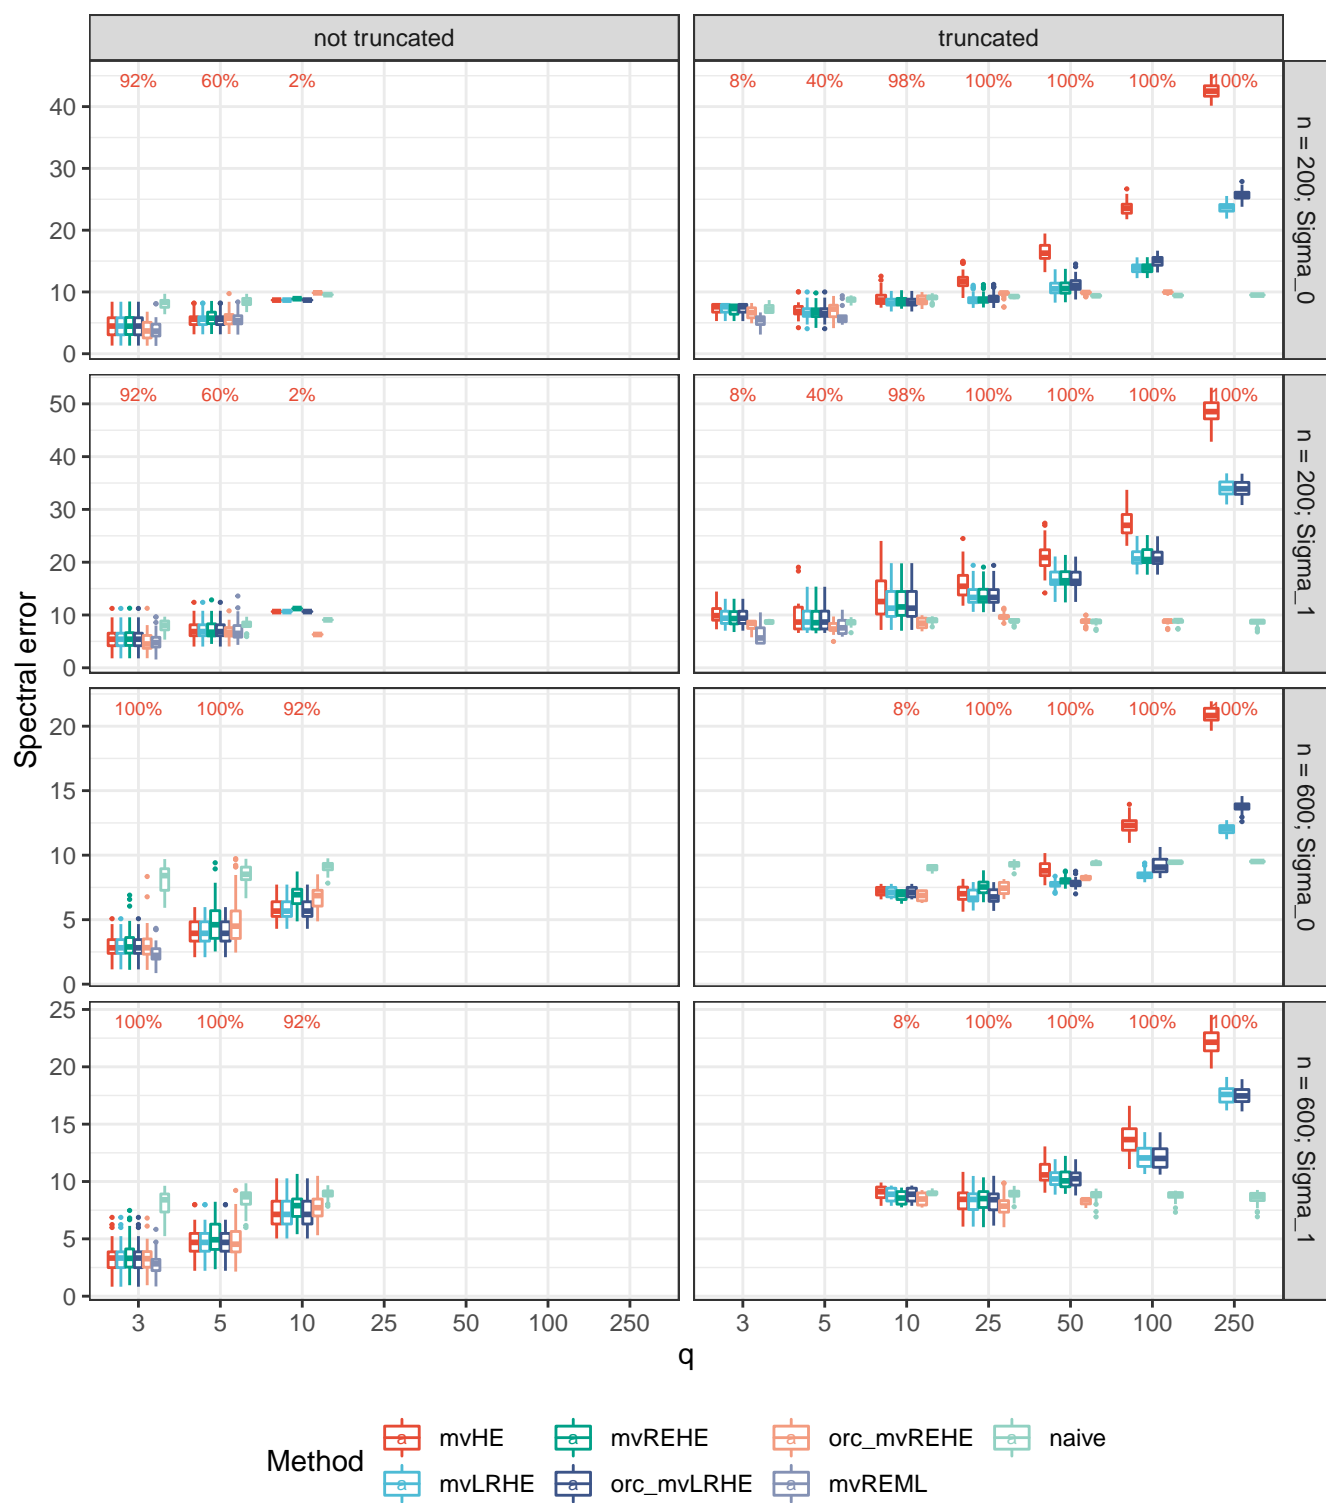 not truncated truncated
92% 60% 2% 8% 40% 98% 100% 100% 100% 100%
40
30
20
10
0
n = 200; Sigma_0
92% 60% 2% 8% 40% 98% 100% 100% 100% 100%
50
40
30
20
10
0
n = 200; Sigma_1
Spectral error
100% 100% 92% 8% 100% 100% 100% 100%
20
15
10
5
0
n = 600; Sigma_0
100% 100% 92% 8% 100% 100% 100% 100%
25
20
15
10
5
0
n = 600; Sigma_1
3 5 10 25 50 100 250 3 5 10 25 50 100 250
q
Method
a mvHE a mvREHE a orc_mvREHE a naive
a mvLRHE a orc_mvLRHE a mvREML